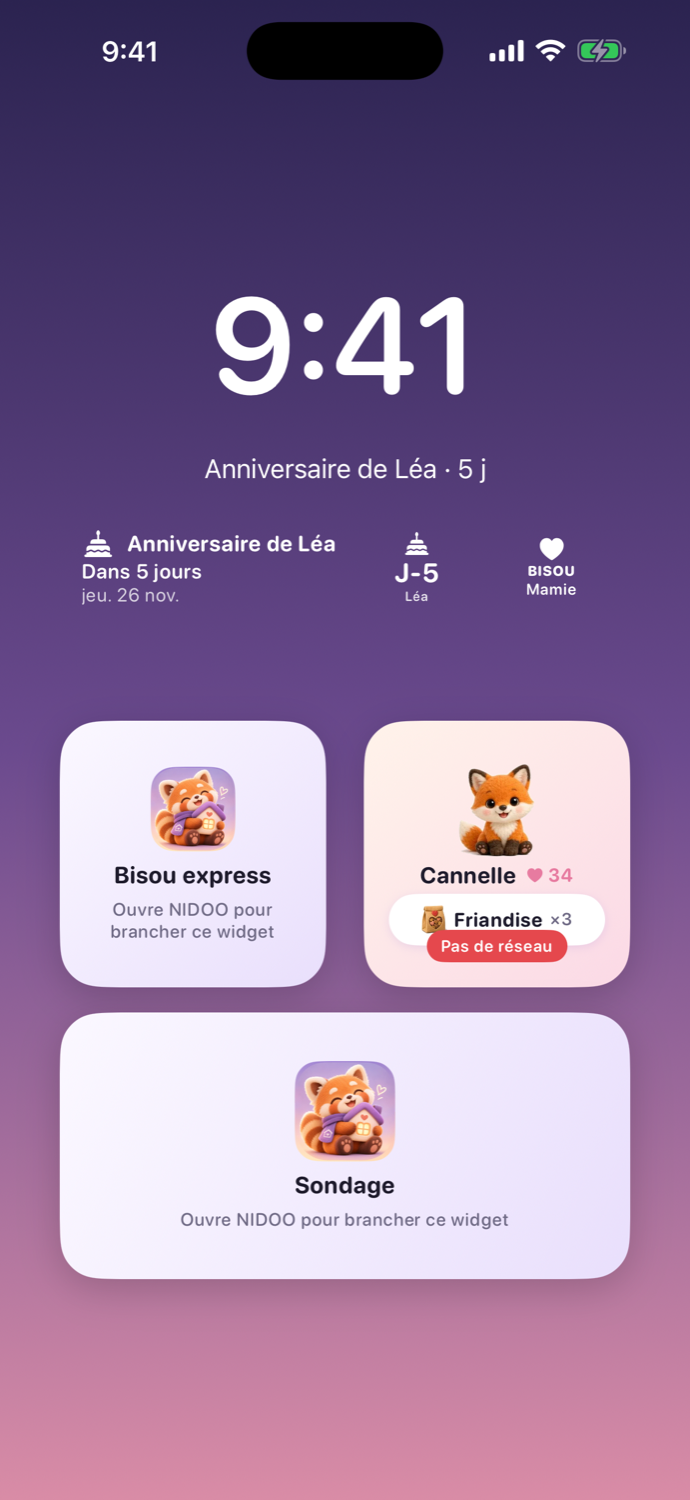 9:41
9:41
Anniversaire de Léa · 5 j
Anniversaire de Léa
Dans 5 jours
jeu. 26 nov.
J-5
Léa
BISOU
Mamie
Bisou express
Ouvre NIDOO pour
brancher ce widget
Cannelle 34
Friandise ×3
Pas de réseau
Sondage
Ouvre NIDOO pour brancher ce widget